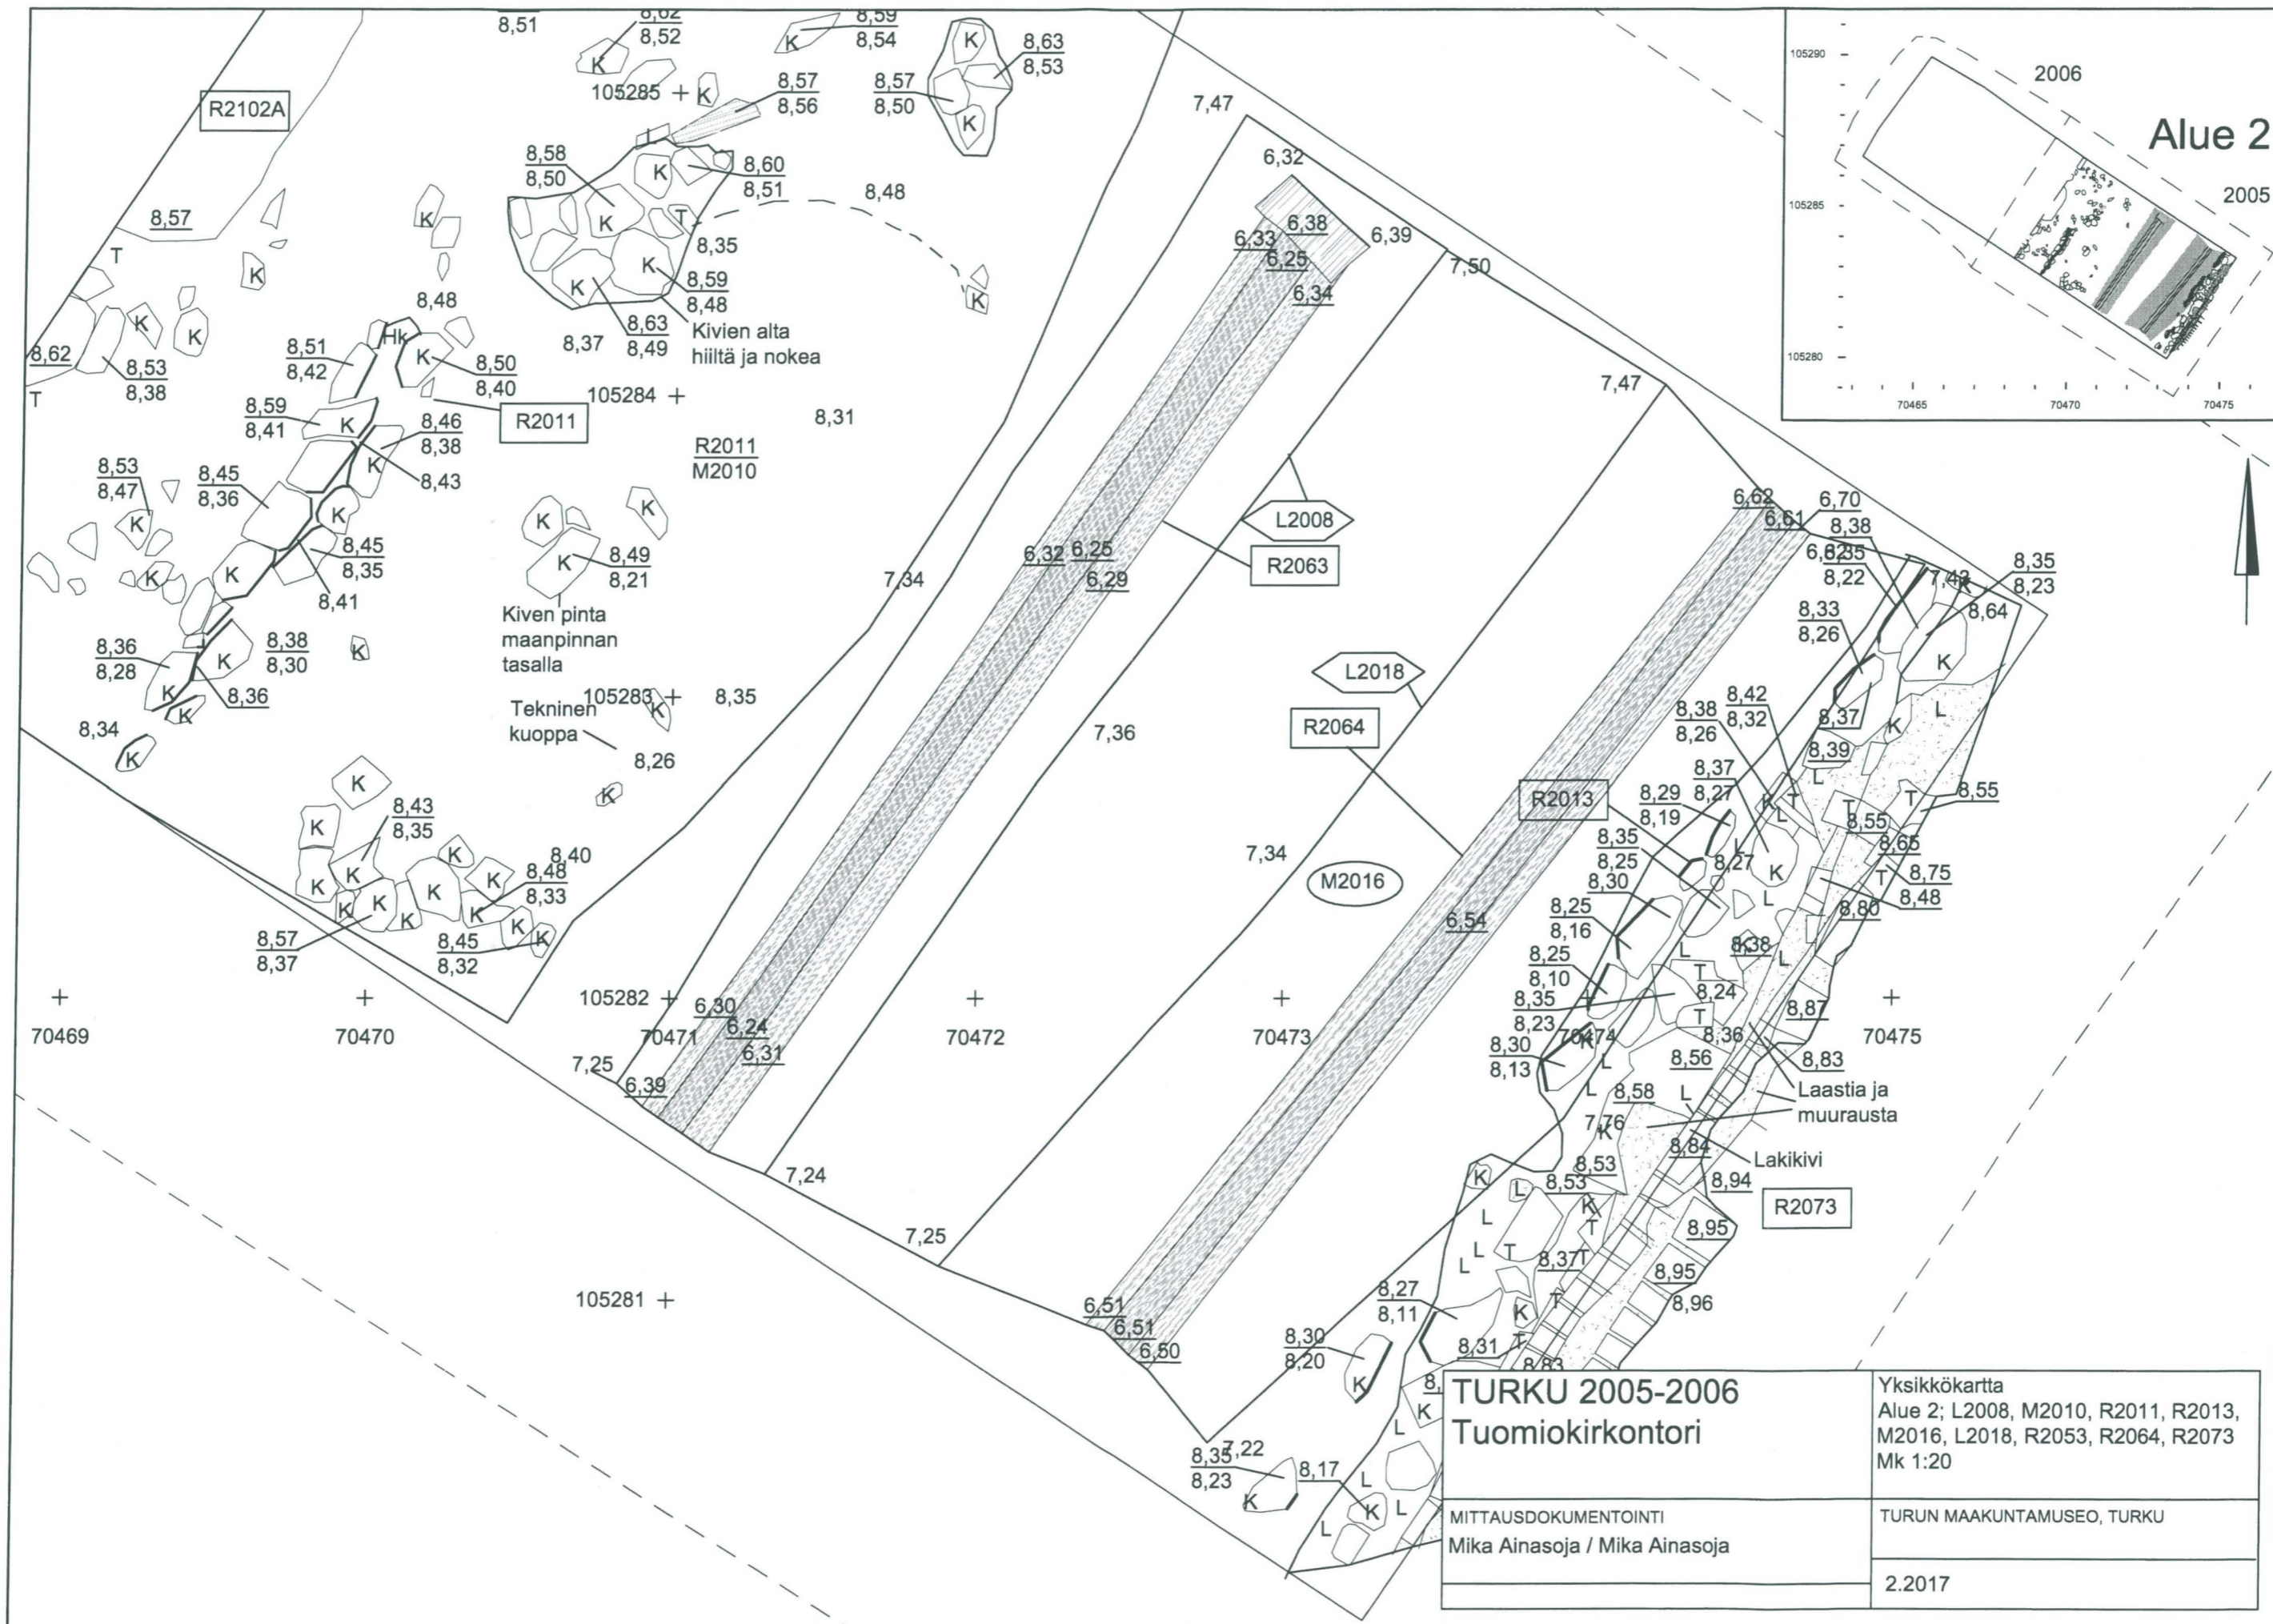 8,51
8,62
8,52
8,59
8,54
K
K
K
8,63
8,53
105285
K
8,57
8,56
8,57
8,50
K
7,47
R2102A
L
8,58
8,50
K
8,60
8,51
8,48
6,32
8,57
K
K
T
8,35
6,38
6,39
6,33
6,25
7,50
T
K
K
K
8,59
8,48
6,34
8,48
8,37
8,63
8,49
Kivien alta
hiiltä ja nokea
K
K
Hk
8,62
8,53
8,38
8,51
8,42
K
8,50
8,40
7,47
T
105284
8,59
8,41
K
8,46
8,38
R2011
8,31
R2011
M2010
K
8,43
8,53
8,47
8,45
8,36
K
K
K
K
L2008
6,62
6,61
6,70
8,38
K
8,45
8,35
K
8,49
8,21
6,32
6,25
6,29
R2063
8,22
7,43
K
8,35
8,23
K
K
8,41
7,34
Kiven pinta
maanpinnan
tasalla
8,33
8,26
8,64
8,36
8,28
K
8,38
8,30
K
K
K
8,36
L2018
K
Tekninen
kuoppa
105283
K
8,35
8,34
K
R2064
7,36
8,38
8,26
8,42
8,32
8,37
K
L
8,26
K
K
8,39
L
R2013
8,29
8,19
8,37
8,27
K
T
L
T
T
8,55
8,55
K
8,43
8,35
K
K
K
K
8,40
8,48
8,33
7,34
8,35
8,25
8,27
L
K
8,65
8,75
T
8,48
M2016
8,30
8,25
8,16
L
8,80
K
K
K
K
K
K
K
8,57
8,37
8,45
8,32
6,54
8,25
8,10
L
8,38
K
L
T
8,24
T
8,35
8,23
8,87
105282
6,30
6,24
6,31
70469
70470
70471
70472
70473
70474
70475
K
8,36
8,83
8,30
8,13
L
L
8,56
7,25
6,39
8,58
L
Laastia ja
muurausta
7,76
K
8,84
Lakikivi
8,53
8,53
8,94
R2073
7,24
K
L
L
K
T
8,95
7,25
L
L
T
8,37
T
8,95
105281
8,96
8,27
8,11
T
K
6,51
6,51
6,50
8,30
8,20
8,31
T
8,83
K
K
L
7,22
8,35
8,23
8,17
L
K
K
L
L
105290
2006
Alue 2
105285
2005
105280
70465
70470
70475
TURKU 2005-2006
Tuomiokirkontori
Yksikkökartta
Alue 2; L2008, M2010, R2011, R2013,
M2016, L2018, R2053, R2064, R2073
Mk 1:20
MITTAUSDOKUMENTOINTI
Mika Ainasoja / Mika Ainasoja
TURUN MAAKUNTAMUSEO, TURKU
2.2017